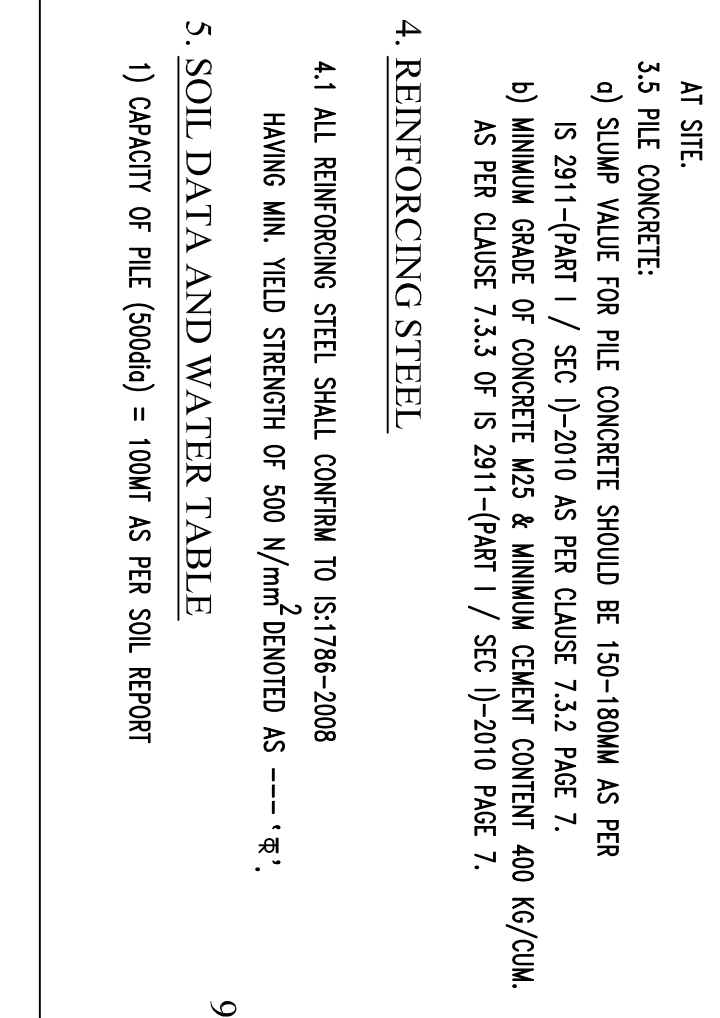 AT SITE.
3.5 PILE CONCRETE:
a) SLUMP VALUE FOR PILE CONCRETE SHOULD BE 150-180MM AS PER
IS 2911-(PART I / SEC I)-2010 AS PER CLAUSE 7.3.2 PAGE 7.
b) MINIMUM GRADE OF CONCRETE M25 & MINIMUM CEMENT CONTENT 400 KG/CUM.
AS PER CLAUSE 7.3.3 OF IS 2911-(PART I / SEC I)-2010 PAGE 7.
4. REINFORCING STEEL
4.1 ALL REINFORCING STEEL SHALL CONFIRM TO IS:1786-2008
HAVING MIN. YIELD STRENGTH OF 500 N/mm² DENOTED AS --- 'क'.
5. SOIL DATA AND WATER TABLE
1) CAPACITY OF PILE (500dia) = 100MT AS PER SOIL REPORT
9